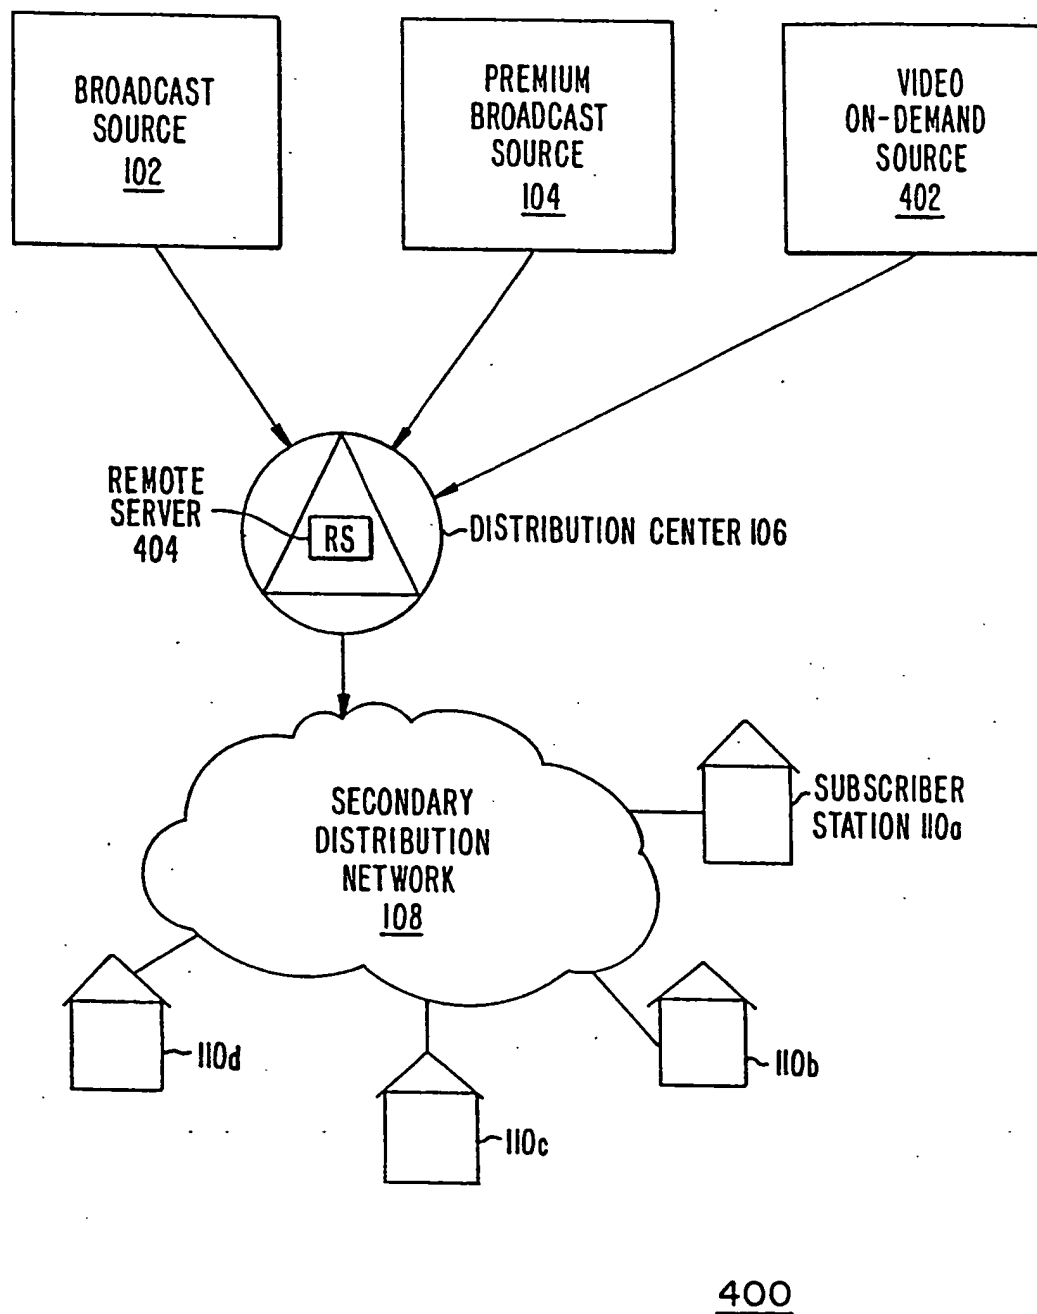 BROADCAST
SOURCE
102
PREMIUM
BROADCAST
SOURCE
104
VIDEO
ON-DEMAND
SOURCE
402
REMOTE
SERVER
404
RS
DISTRIBUTION CENTER 106
SECONDARY
DISTRIBUTION
NETWORK
108
SUBSCRIBER
STATION 110a
110d
110b
110c
400